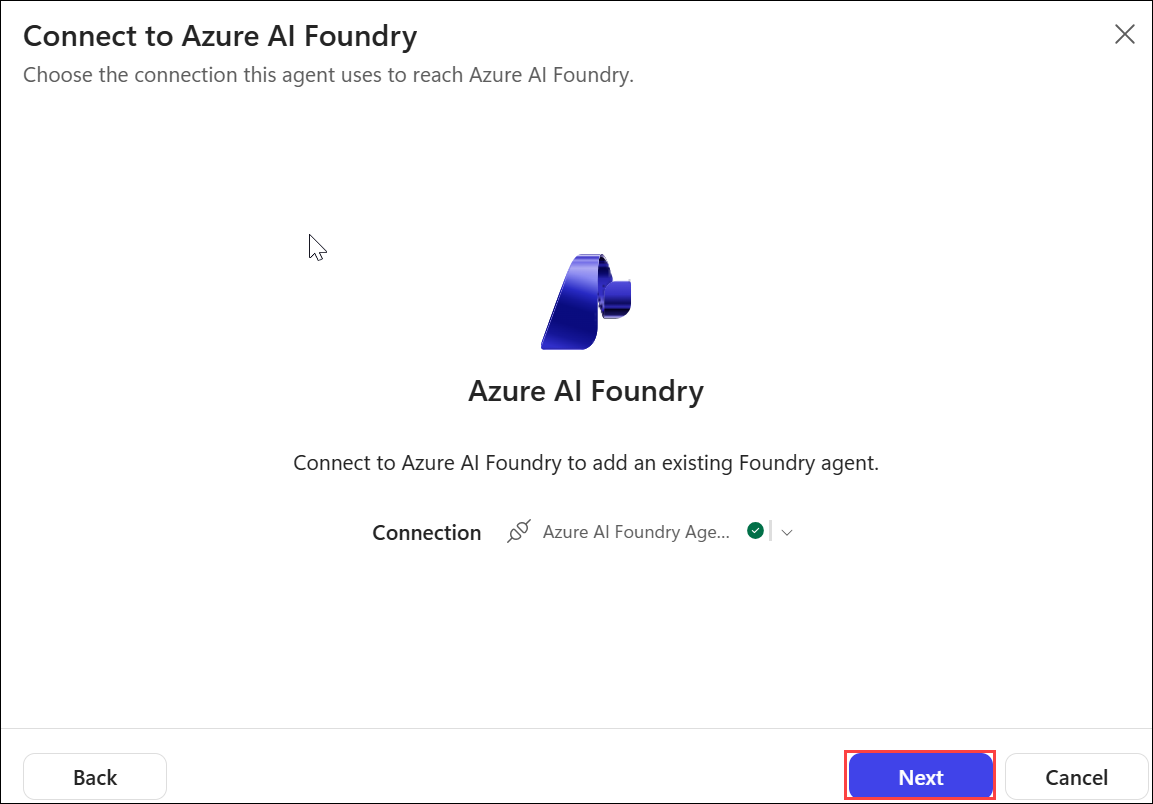 Connect to Azure AI Foundry
Choose the connection this agent uses to reach Azure AI Foundry.
Azure AI Foundry
Connect to Azure AI Foundry to add an existing Foundry agent.
Connection Azure AI Foundry Age...
Back Next Cancel